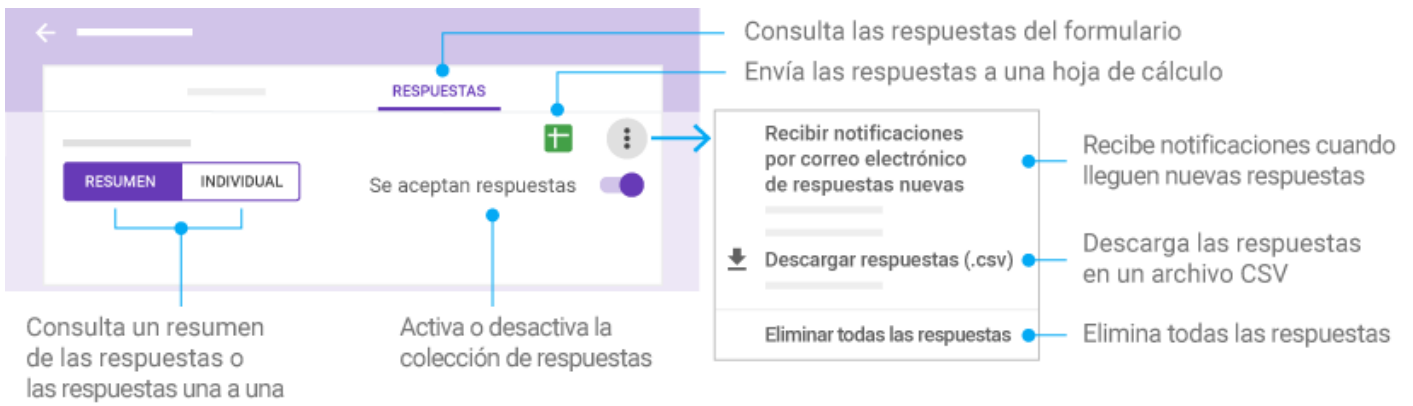 Consulta las respuestas del formulario
Envía las respuestas a una hoja de cálculo
RESPUESTAS
RESUMEN
INDIVIDUAL
Se aceptan respuestas
Consulta un resumen
de las respuestas o
las respuestas una a una
Activa o desactiva la
colección de respuestas
Recibir notificaciones
por correo electrónico
de respuestas nuevas
Recibe notificaciones cuando
lleguen nuevas respuestas
Descargar respuestas (.csv)
Descarga las respuestas
en un archivo CSV
Eliminar todas las respuestas
Elimina todas las respuestas